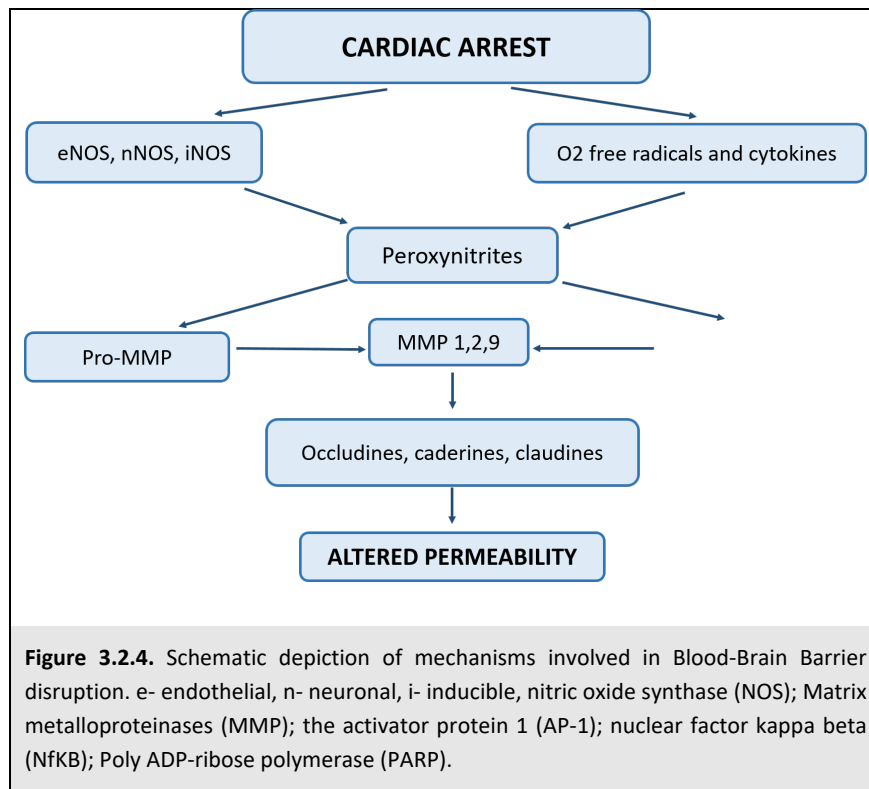 CARDIAC ARREST
eNOS, nNOS, iNOS
O2 free radicals and cytokines
Peroxynitrites
Pro-MMP
MMP 1,2,9
Occludines, caderines, claudines
ALTERED PERMEABILITY
Figure 3.2.4. Schematic depiction of mechanisms involved in Blood-Brain Barrier
disruption. e- endothelial, n- neuronal, i- inducible, nitric oxide synthase (NOS); Matrix
metalloproteinases (MMP); the activator protein 1 (AP-1); nuclear factor kappa beta
(NfKB); Poly ADP-ribose polymerase (PARP).